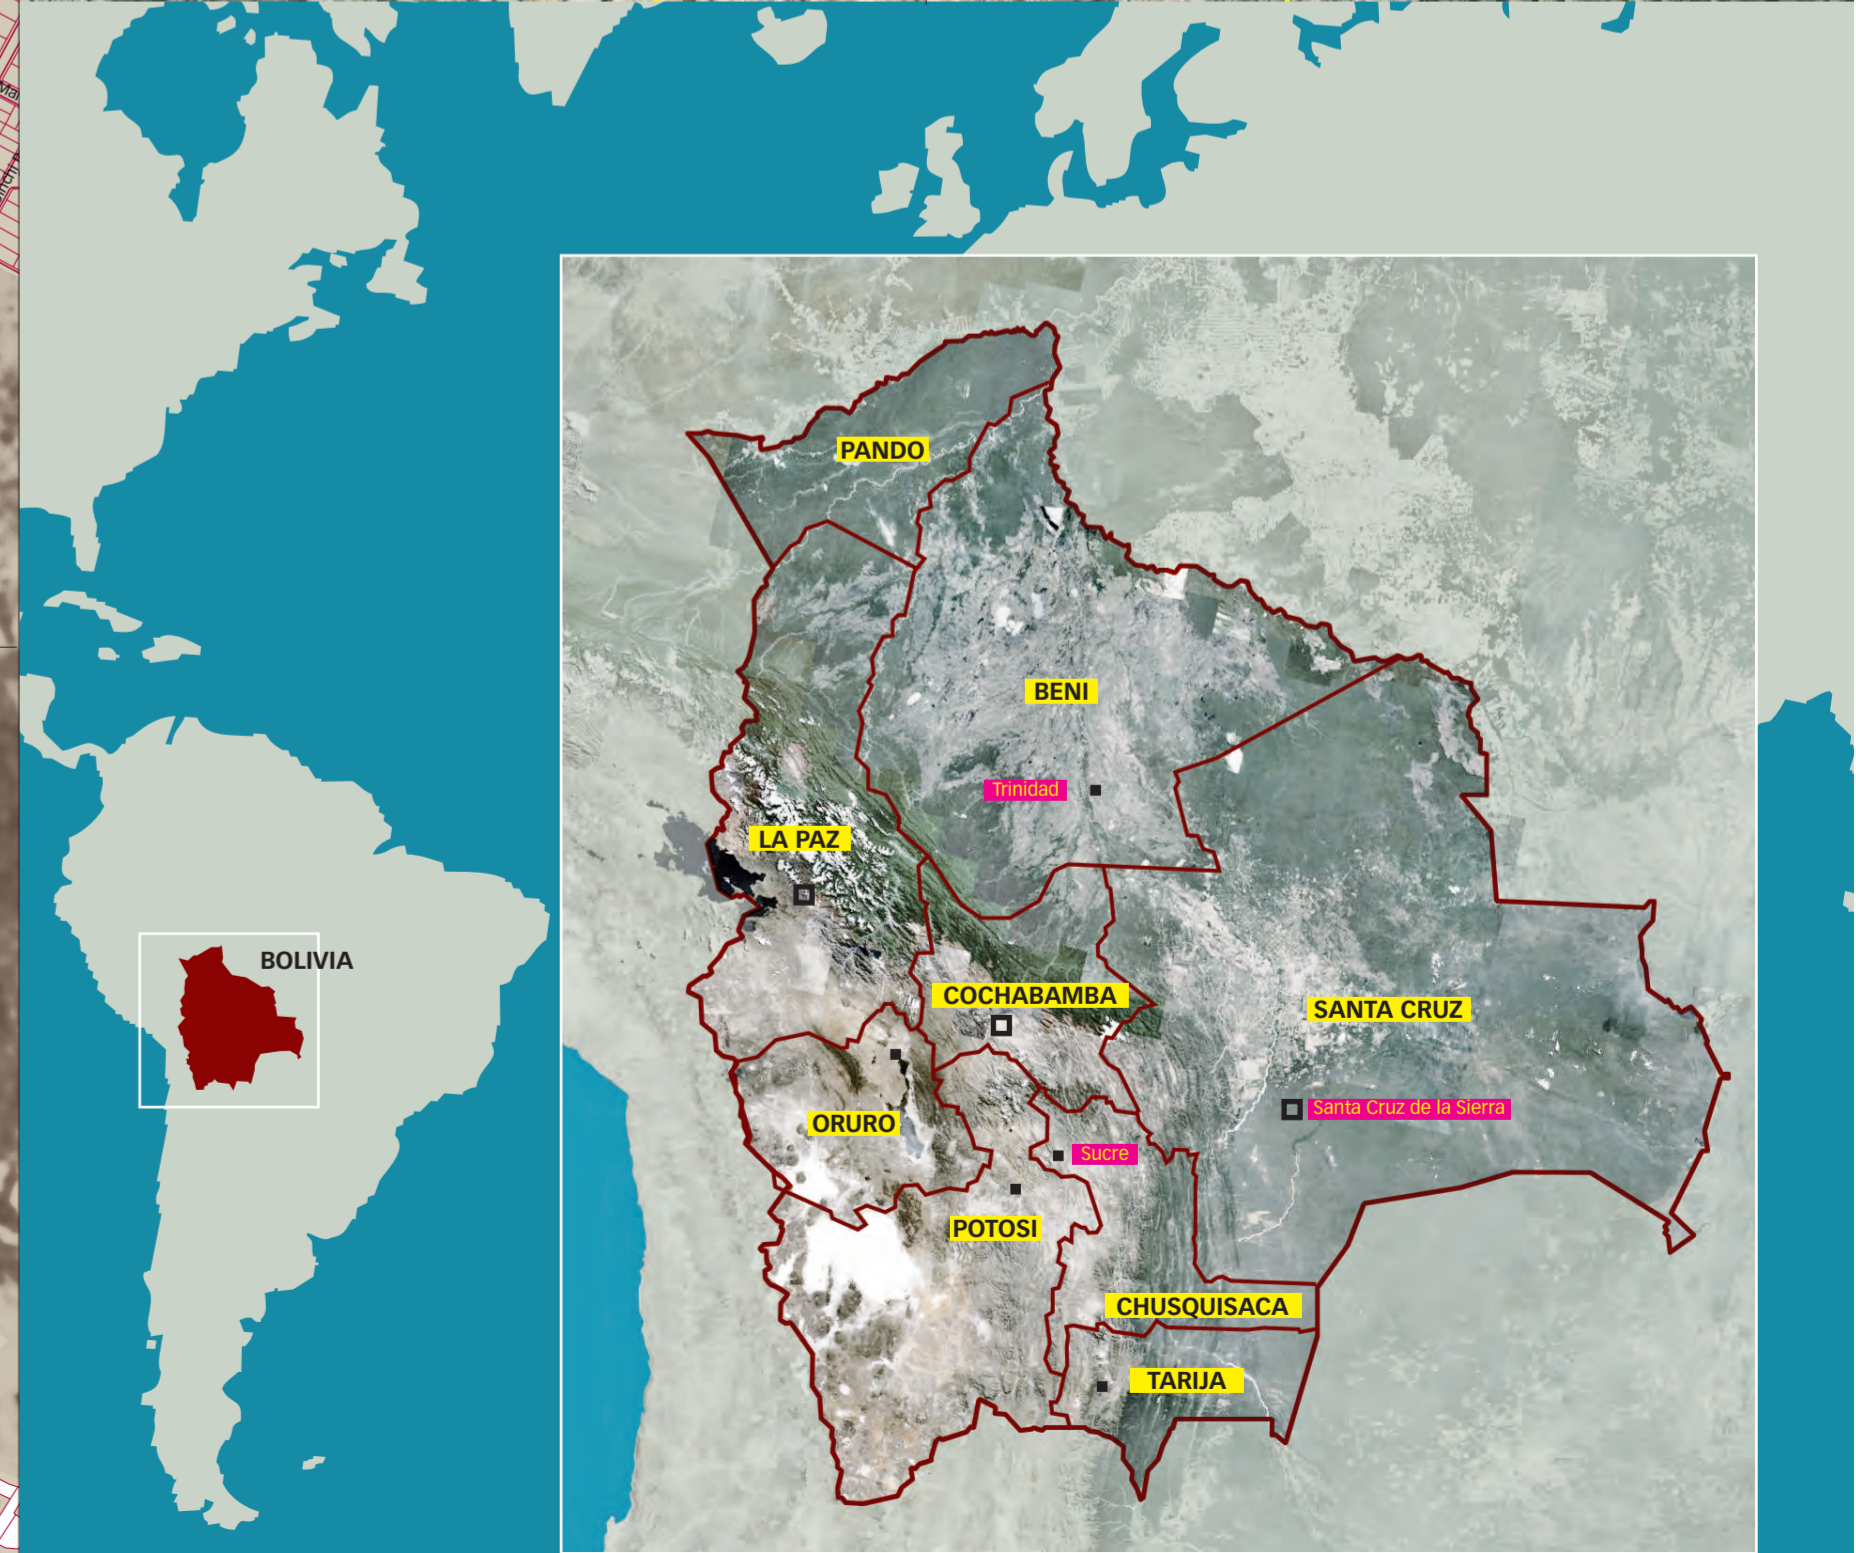 PANDO
BENI
Trinidad
LA PAZ
BOLIVIA
COCHABAMBA
SANTA CRUZ
Santa Cruz de la Sierra
ORURO
Sucre
POTOSI
CHUSQUISACA
TARIJA